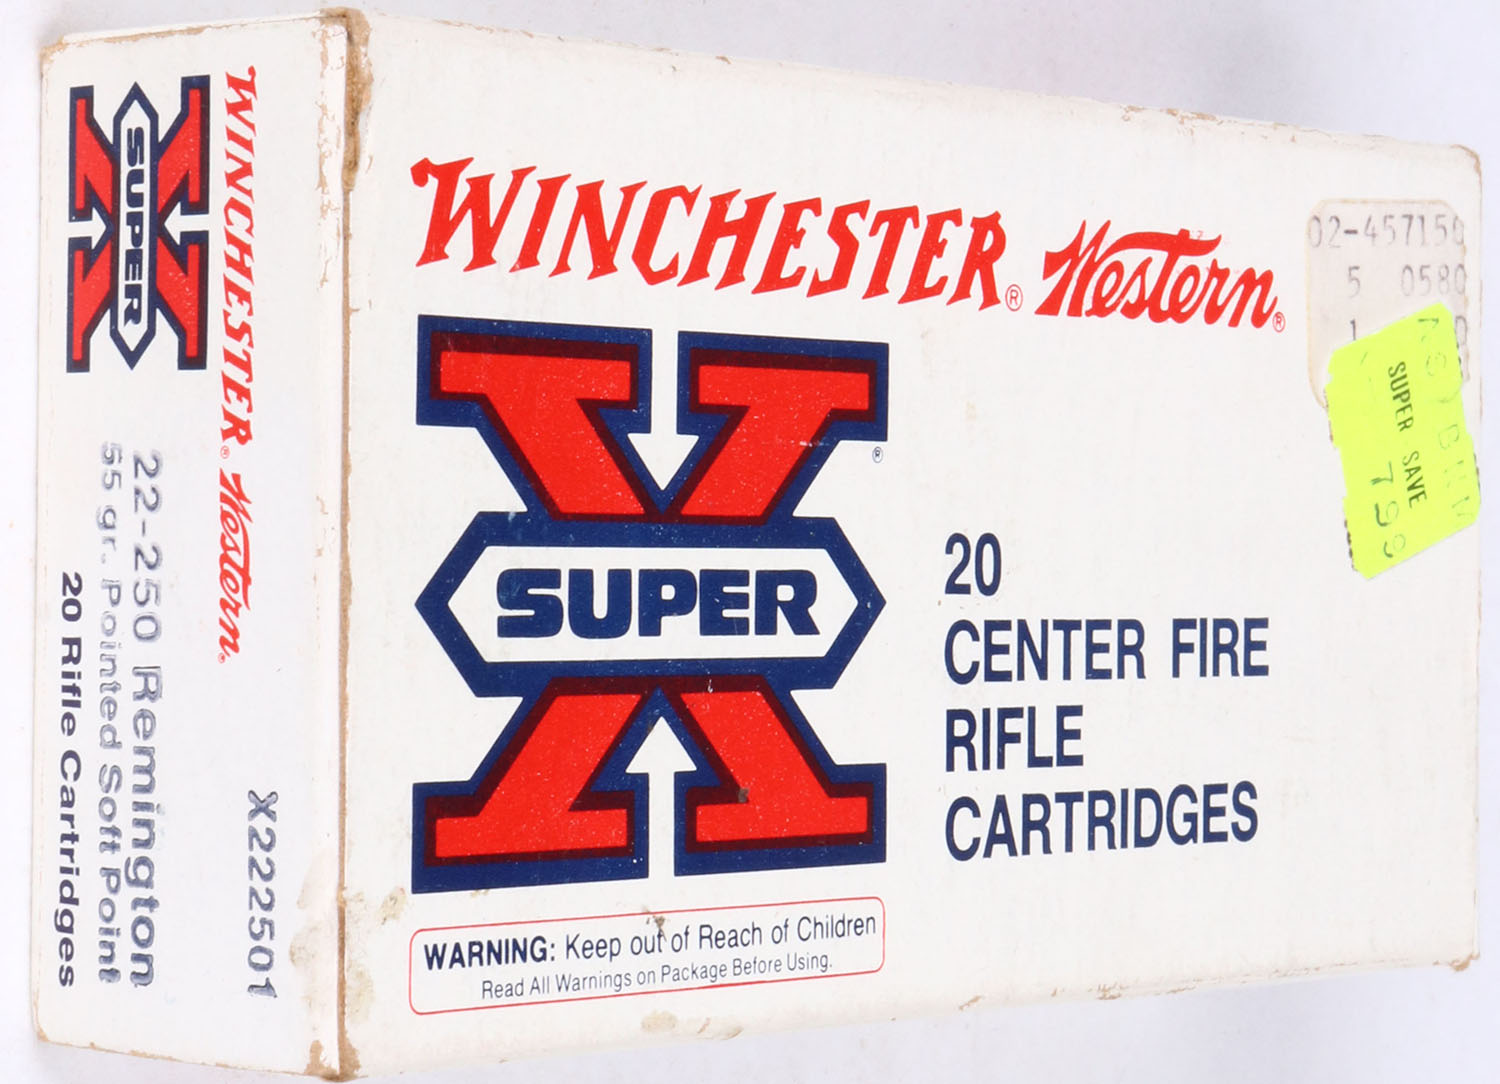 WINCHESTER® Western®
SUPER
®
20
CENTER FIRE
RIFLE
CARTRIDGES
WARNING: Keep out of Reach of Children
Read All Warnings on Package Before Using.
5 0580
SUPER SAVE
799
WINCHESTER® Western®
SUPER
X222501
22-250 Remington
55 gr. Pointed Soft Point
20 Rifle Cartridges